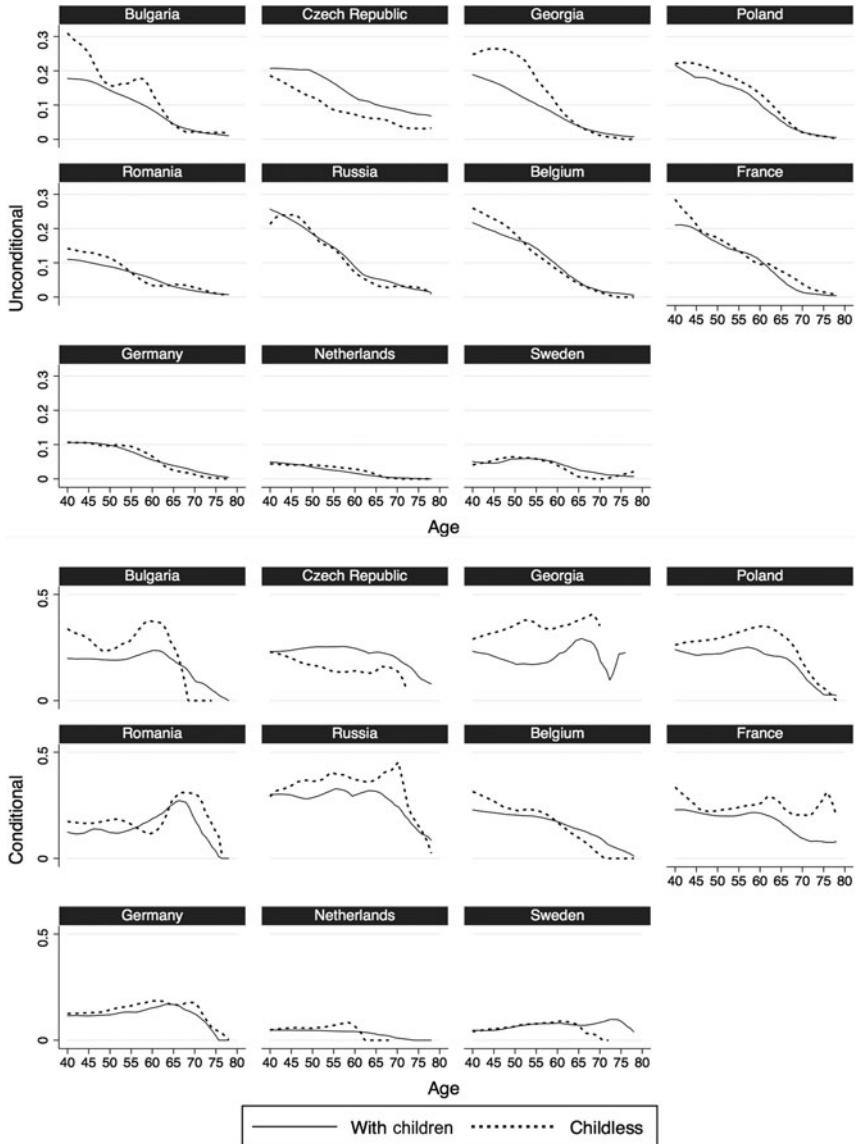 Bulgaria Czech Republic Georgia Poland
0.3
0.2
0.1
0
Romania Russia Belgium France
0.3
0.2
0.1
0
40 45 50 55 60 65 70 75 80
Unconditional
Germany Netherlands Sweden
0.3
0.2
0.1
0
40 45 50 55 60 65 70 75 80 40 45 50 55 60 65 70 75 80 40 45 50 55 60 65 70 75 80
Age
Bulgaria Czech Republic Georgia Poland
0.5
0
Romania Russia Belgium France
0.5
0
40 45 50 55 60 65 70 75 80
Conditional
Germany Netherlands Sweden
0.5
0
40 45 50 55 60 65 70 75 80 40 45 50 55 60 65 70 75 80 40 45 50 55 60 65 70 75 80
Age
With children Childless